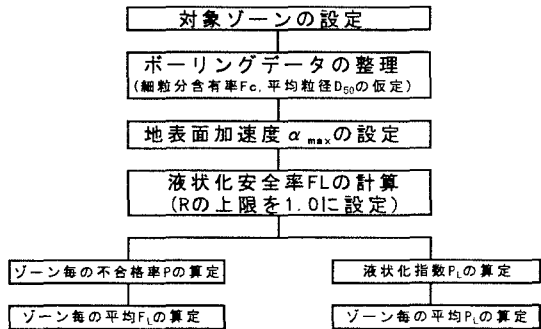 対象ゾーンの設定
ボーリングデータの整理
(細粒分含有率Fc,平均粒径D50の仮定)
地表面加速度αmaxの設定
液状化安全率FLの計算
(Rの上限を1.0に設定)
ゾーン毎の不合格率Pの算定
液状化指数PLの算定
ゾーン毎の平均FLの算定
ゾーン毎の平均PLの算定